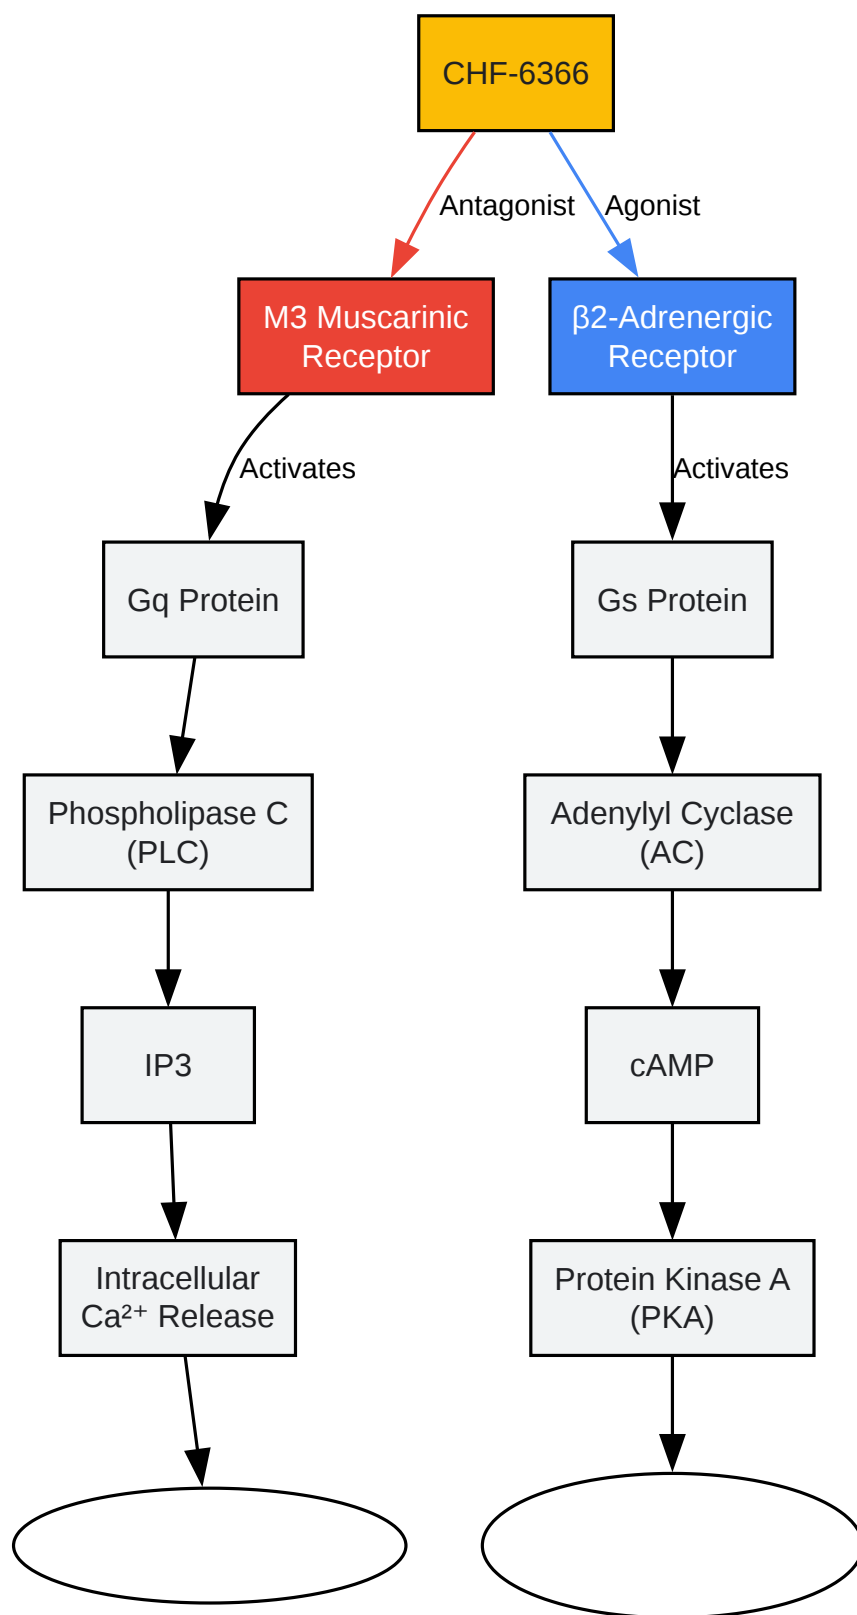 CHF-6366
Antagonist
Agonist
M3 Muscarinic
Receptor
β2-Adrenergic
Receptor
Activates
Activates
Gq Protein
Gs Protein
Phospholipase C
(PLC)
Adenylyl Cyclase
(AC)
IP3
cAMP
Intracellular
Ca²⁺ Release
Protein Kinase A
(PKA)